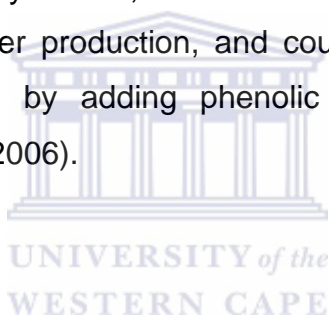 er production, and cou
by adding phenolic
2006).
UNIVERSITY of the
WESTERN CAPE